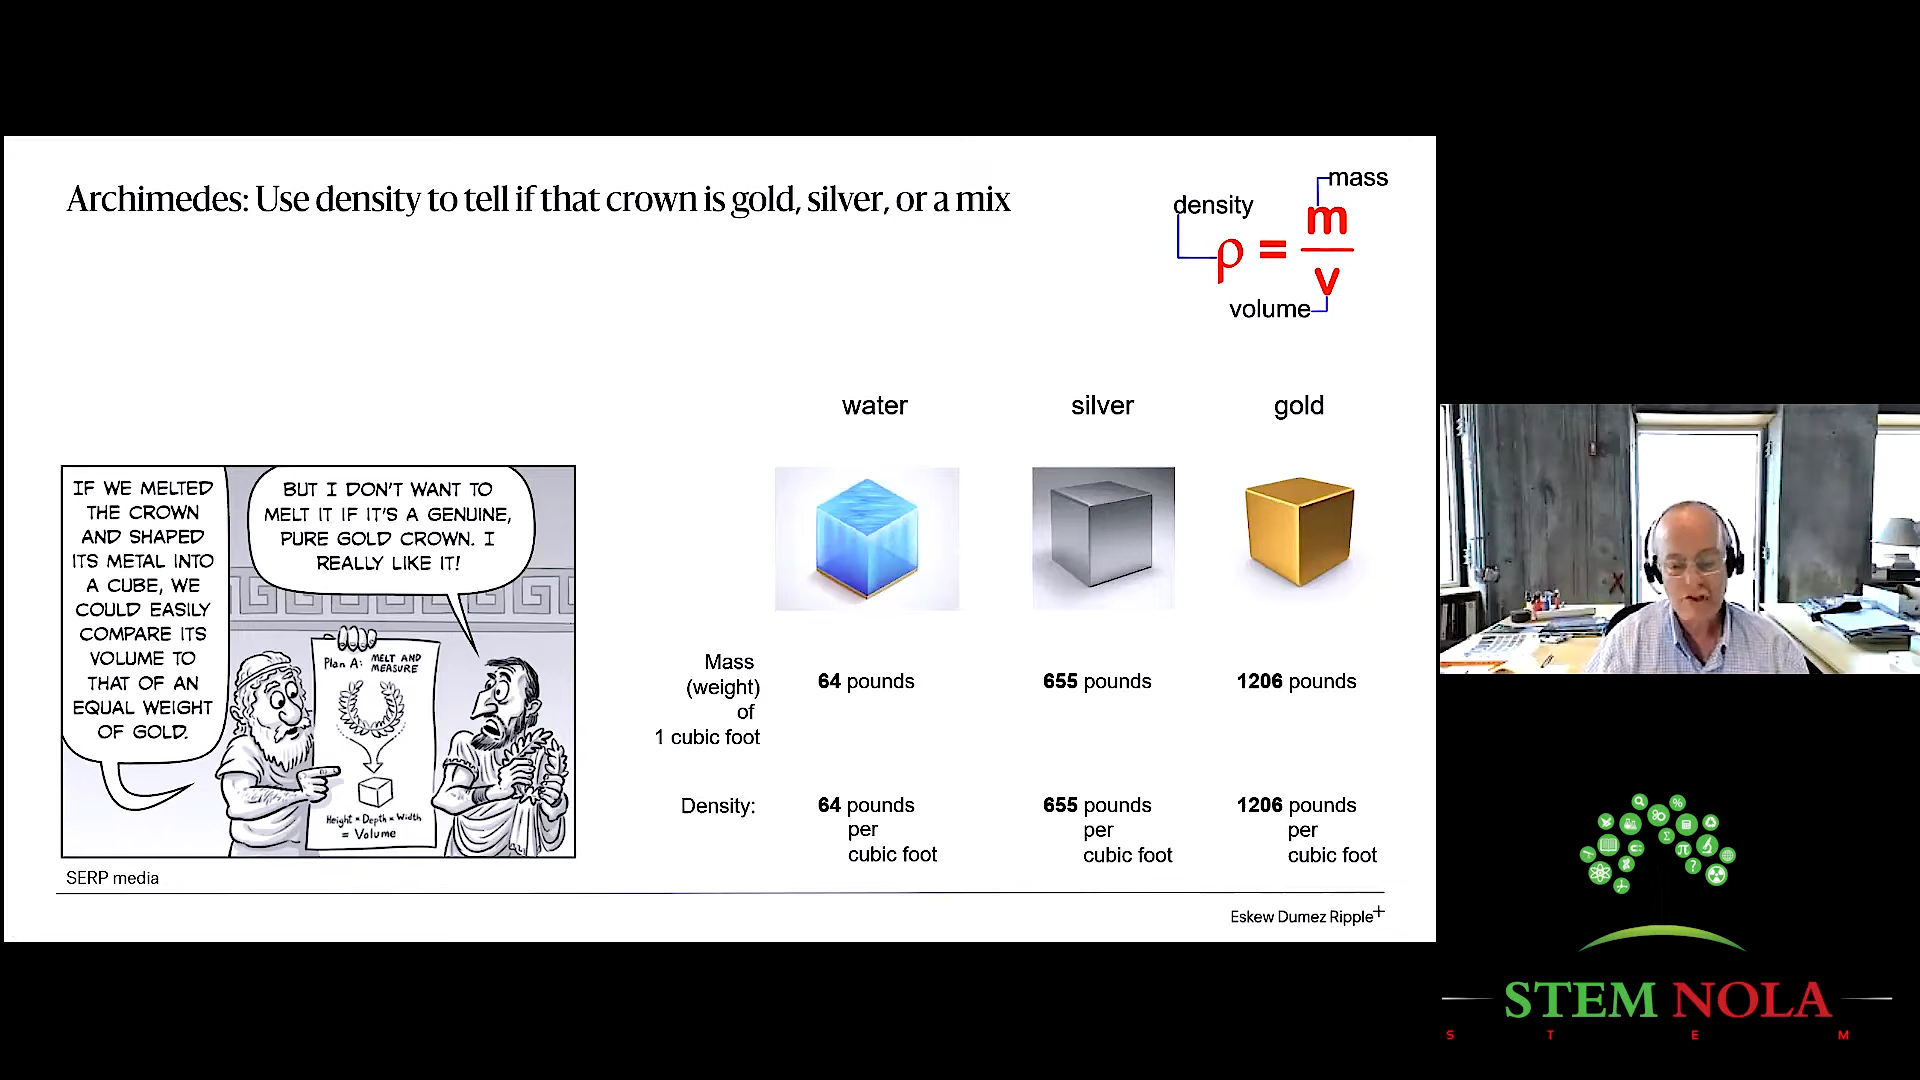 Archimedes: Use density to tell if that crown is gold, silver, or a mix
mass
density
ρ = m
v
volume
water silver gold
IF WE MELTED
THE CROWN
AND SHAPED
ITS METAL INTO
A CUBE, WE
COULD EASILY
COMPARE ITS
VOLUME TO
THAT OF AN
EQUAL WEIGHT
OF GOLD.
BUT I DON'T WANT TO
MELT IT IF IT'S A GENUINE,
PURE GOLD CROWN. I
REALLY LIKE IT!
Plan A: MELT AND
MEASURE
Height × Depth × Width
= Volume
SERP media
Mass
(weight)
of
1 cubic foot
64 pounds 655 pounds 1206 pounds
Density: 64 pounds 655 pounds 1206 pounds
per per per
cubic foot cubic foot cubic foot
Eskew Dumez Ripple+
STEM NOLA
S T E M